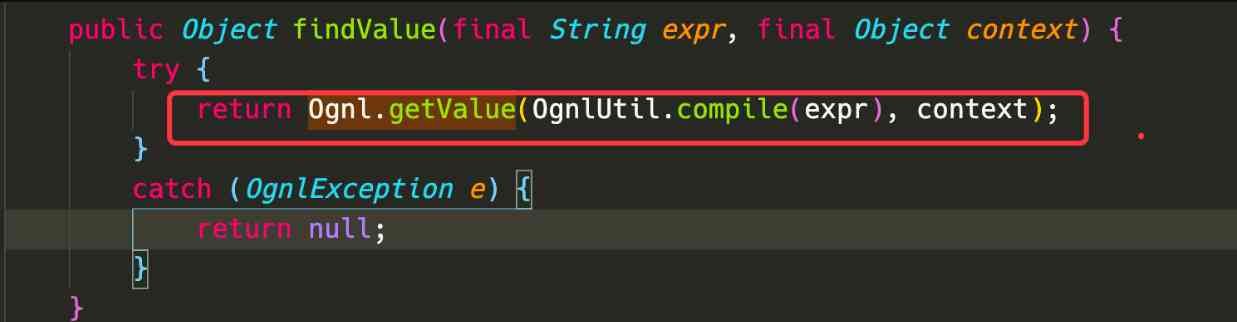 public Object findValue(final String expr, final Object context) {
try {
return Ognl.getValue(OgnlUtil.compile(expr), context);
}
catch (OgnlException e) {
return null;
}
}